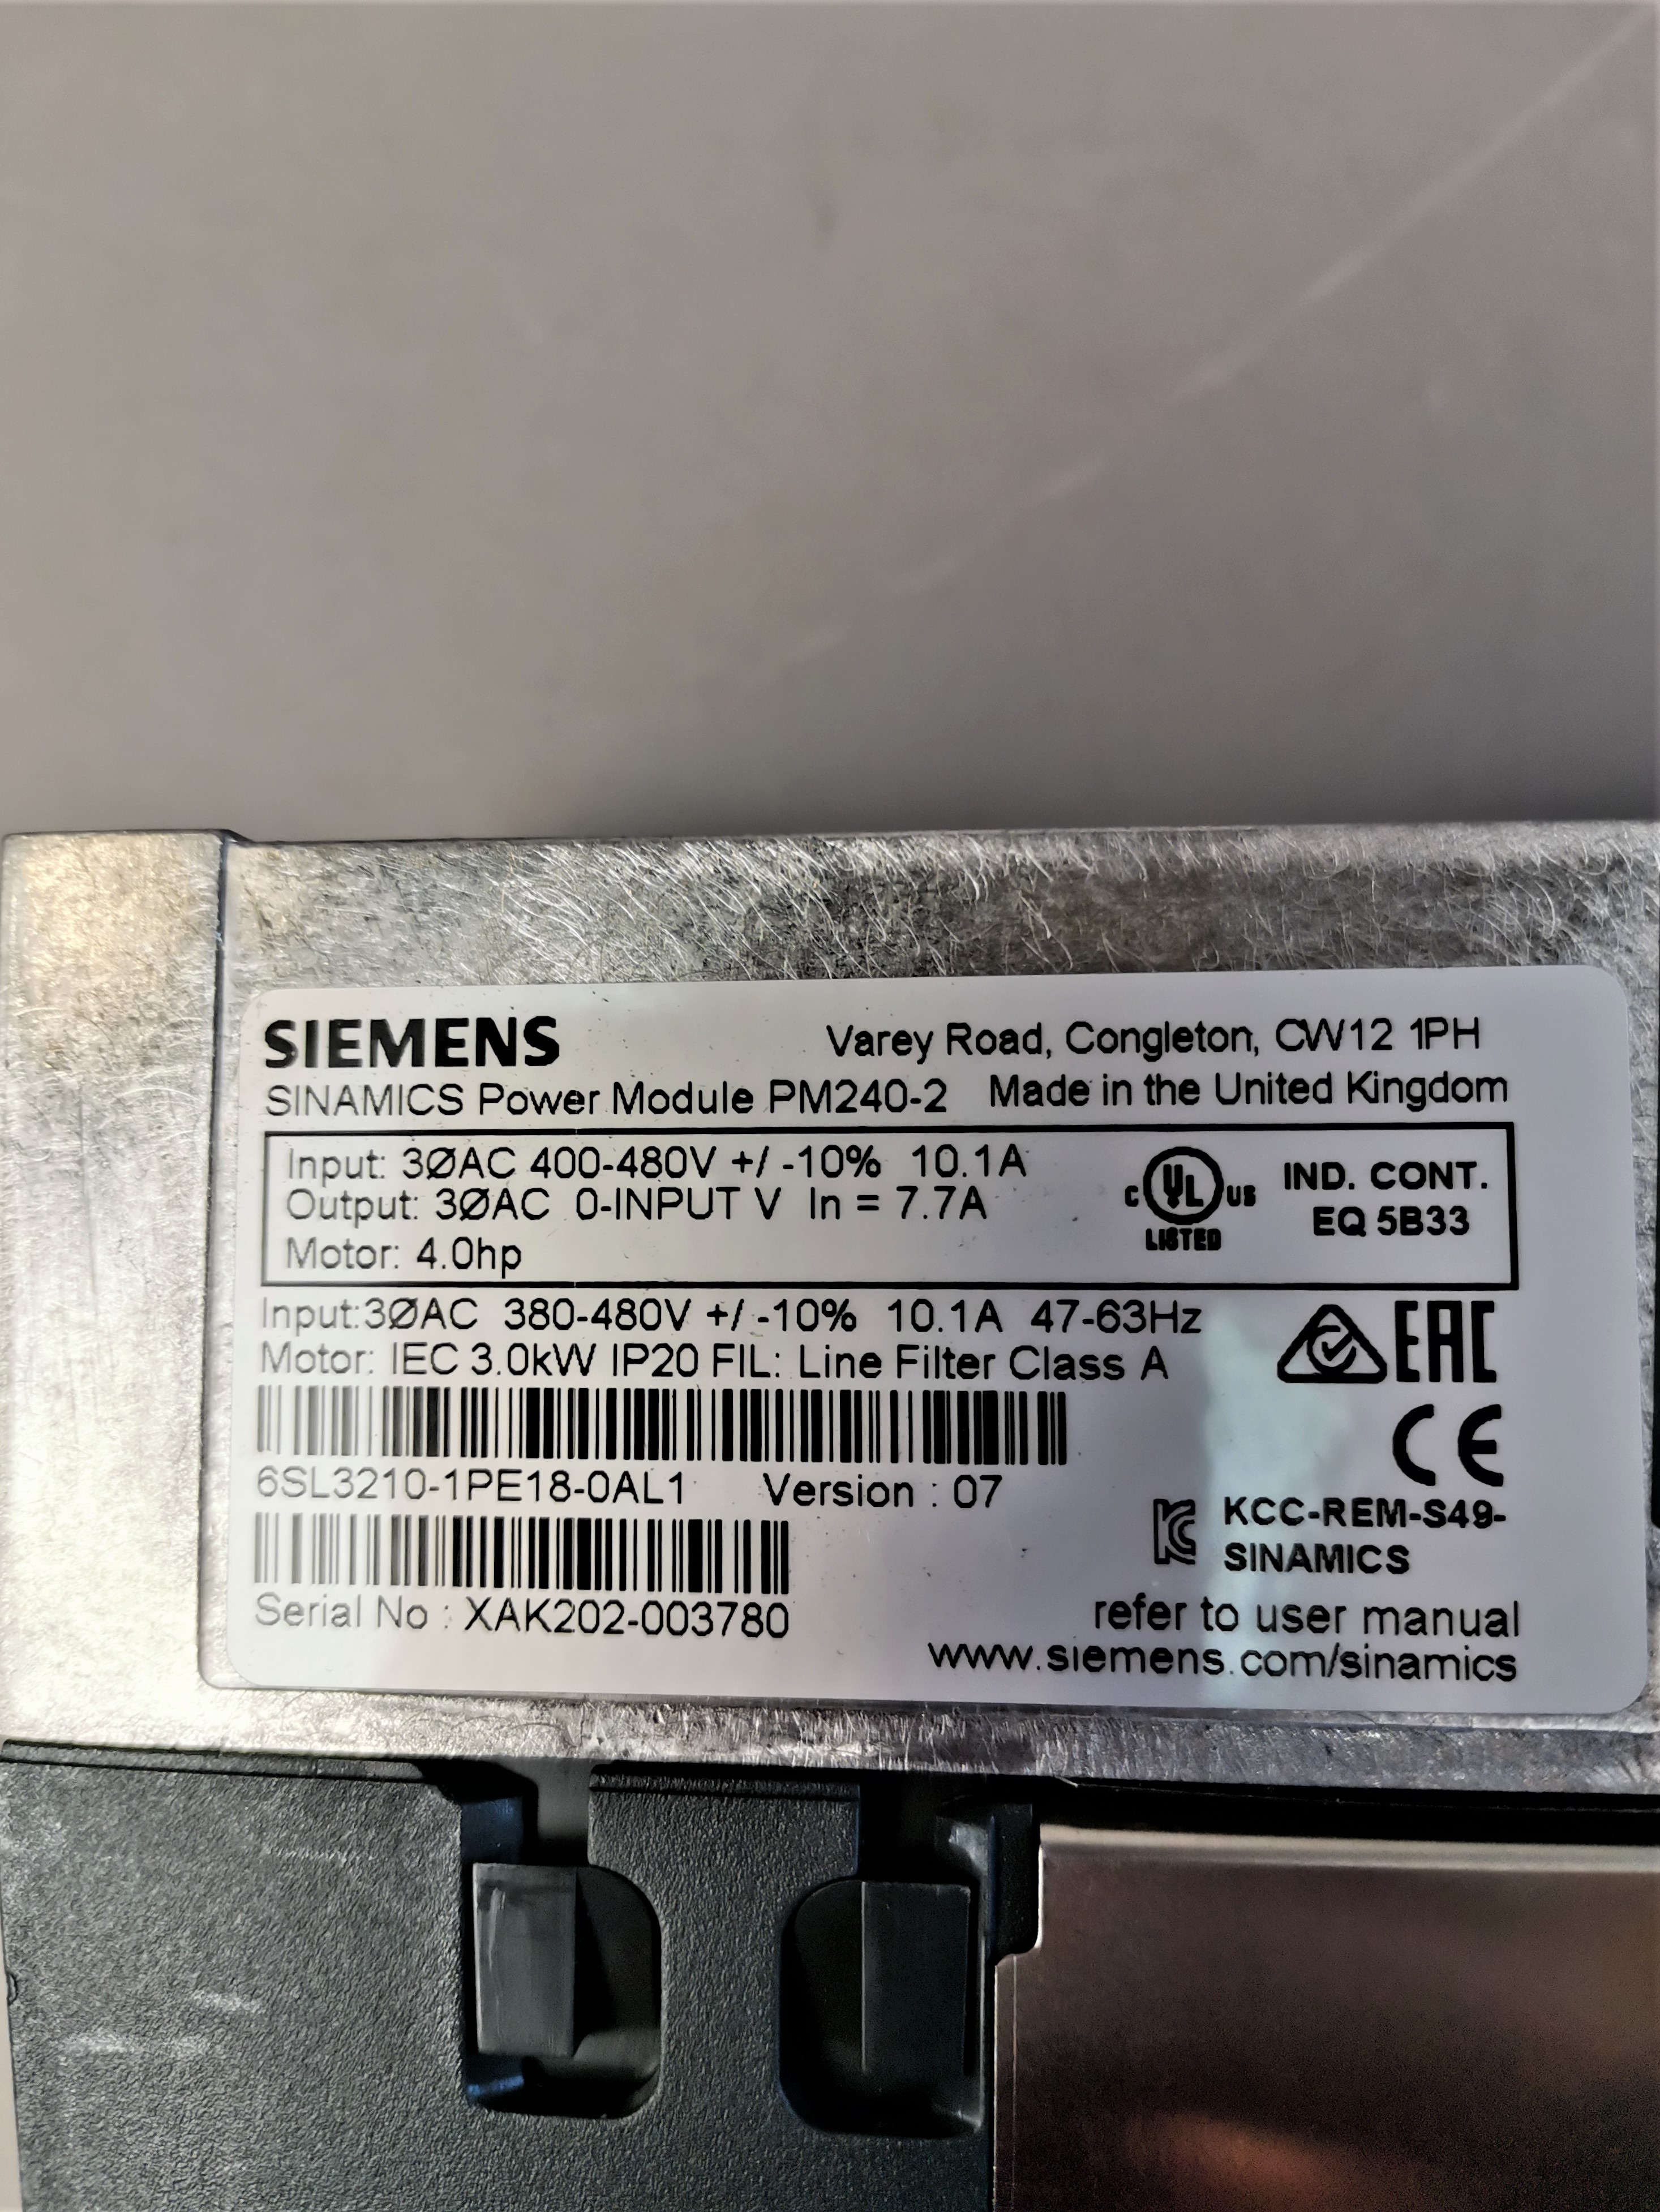 SIEMENS
Varey Road, Congleton, CW12 1PH
SINAMICS Power Module PM240-2 Made in the United Kingdom
Input: 3ØAC 400-480V +/ -10% 10.1A
Output: 3ØAC 0-INPUT V In = 7.7A
Motor: 4.0hp
C UL US
LISTED
IND. CONT.
EQ 5B33
Input:3ØAC 380-480V +/ -10% 10.1A 47-63Hz
Motor: IEC 3.0kW IP20 FIL: Line Filter Class A
EAC
CE
6SL3210-1PE18-0AL1 Version : 07
KCC-REM-S49-
SINAMICS
Serial No : XAK202-003780
refer to user manual
www.siemens.com/sinamics